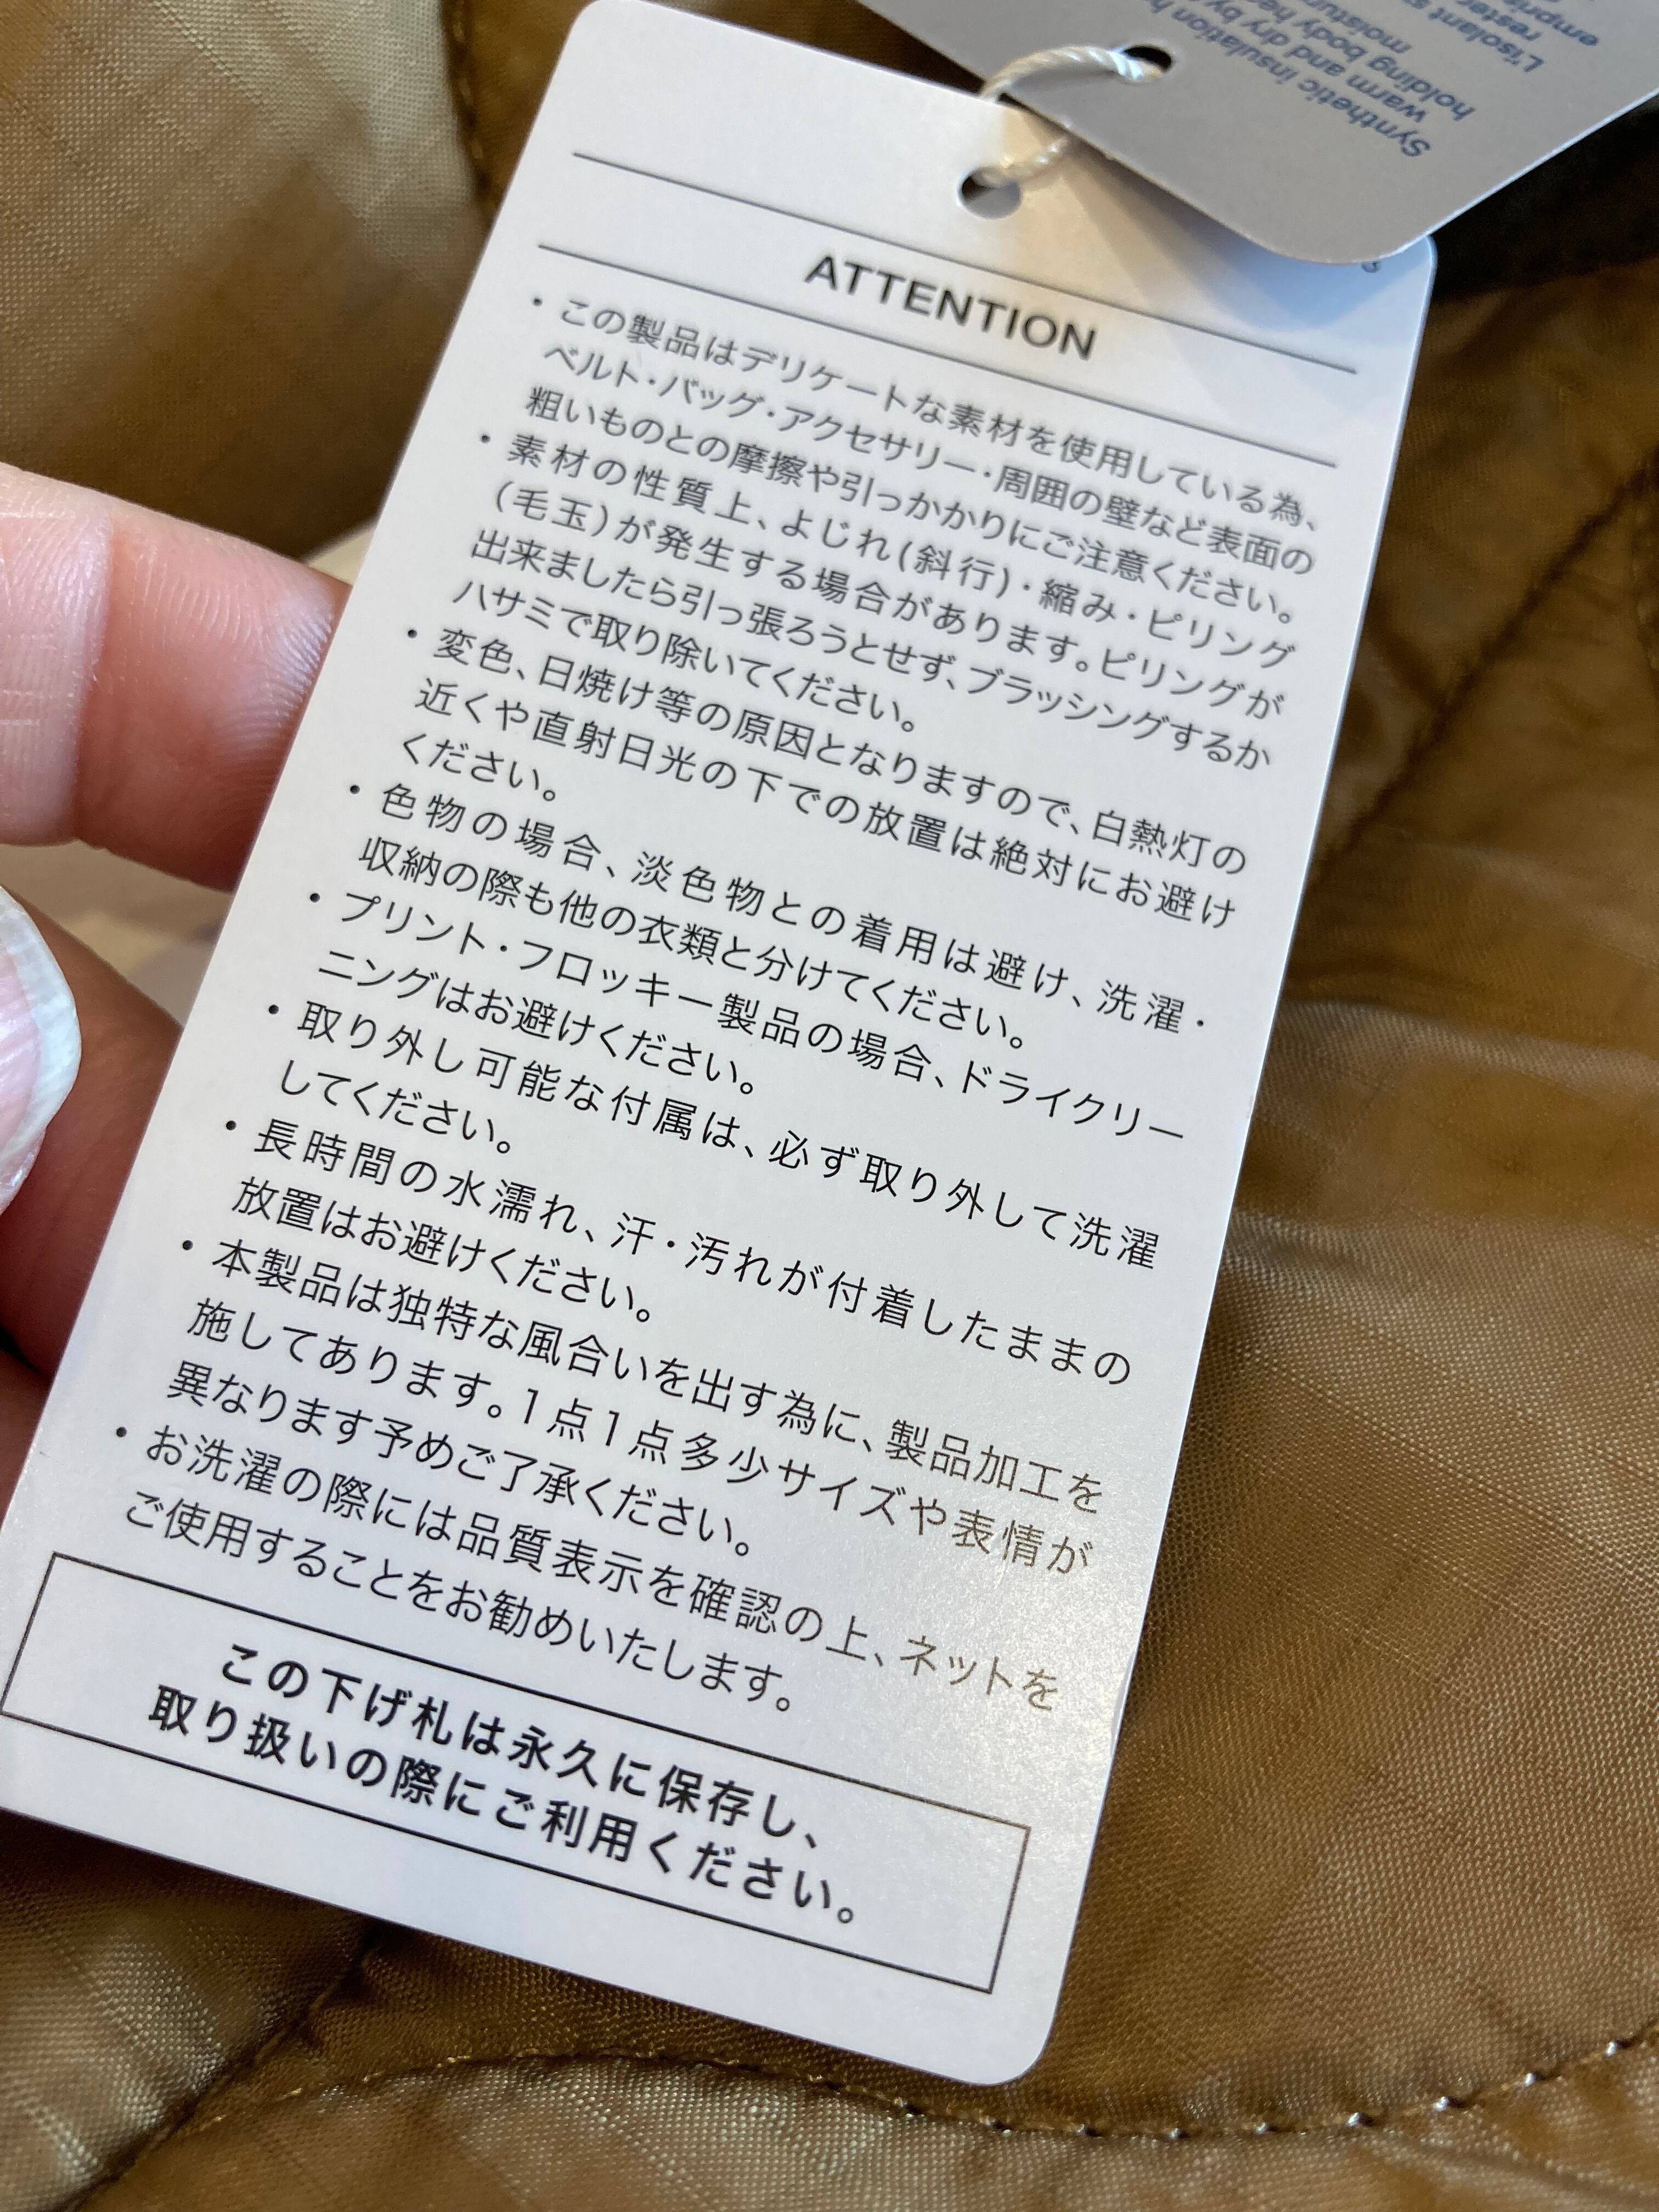 Synthetic insulation
warm and dry by
holding body he
moistur
L'isolant s
rester
empris
ATTENTION
・この製品はデリケートな素材を使用している為、
ベルト・バッグ・アクセサリー・周囲の壁など表面の
粗いものとの摩擦や引っかかりにご注意ください。
・素材の性質上、よじれ(斜行)・縮み・ピリング
(毛玉)が発生する場合があります。ピリングが
出来ましたら引っ張ろうとせず、ブラッシングするか
ハサミで取り除いてください。
・変色、日焼け等の原因となりますので、白熱灯の
近くや直射日光の下での放置は絶対にお避け
ください。
・色物の場合、淡色物との着用は避け、洗濯・
収納の際も他の衣類と分けてください。
・プリント・フロッキー製品の場合、ドライクリー
ニングはお避けください。
・取り外し可能な付属は、必ず取り外して洗濯
してください。
・長時間の水濡れ、汗・汚れが付着したままの
放置はお避けください。
・本製品は独特な風合いを出す為に、製品加工を
施してあります。1点1点多少サイズや表情が
異なります予めご了承ください。
・お洗濯の際には品質表示を確認の上、ネットを
ご使用することをお勧めいたします。
この下げ札は永久に保存し、
取り扱いの際にご利用ください。